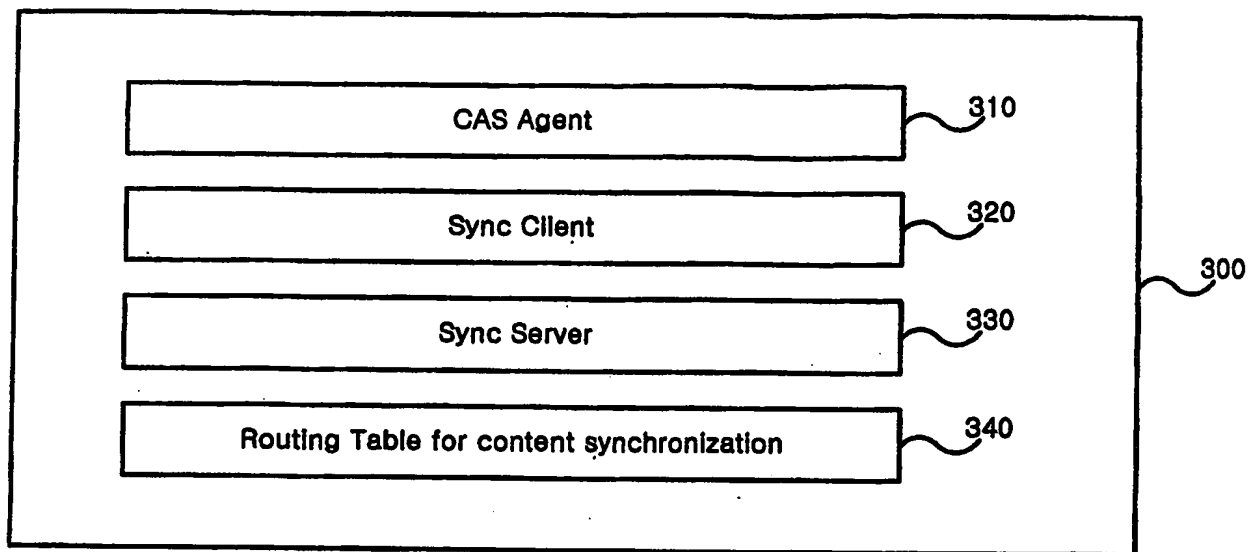 CAS Agent 310
Sync Client 320
300
Sync Server 330
Routing Table for content synchronization 340